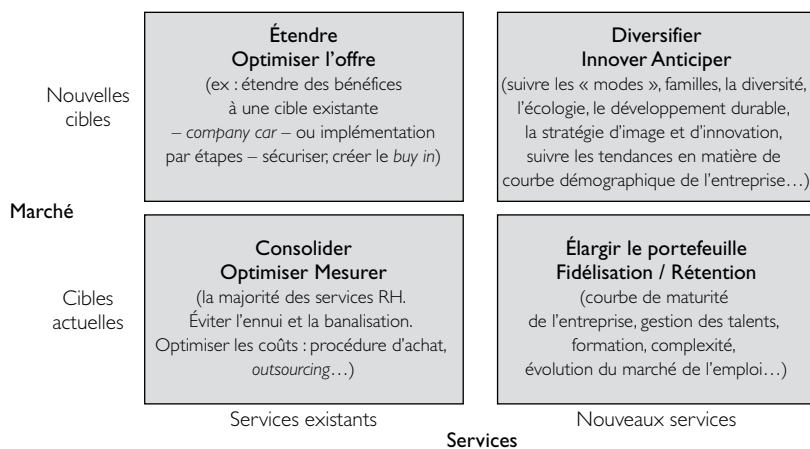 Étendre
Optimiser l'offre
(ex : étendre des bénéfices
à une cible existante
– company car – ou implémentation
par étapes – sécuriser, créer le buy in)
Diversifier
Innover Anticiper
(suivre les « modes », familles, la diversité,
l'écologie, le développement durable,
la stratégie d'image et d'innovation,
suivre les tendances en matière de
courbe démographique de l'entreprise…)
Nouvelles
cibles
Marché
Cibles
actuelles
Consolider
Optimiser Mesurer
(la majorité des services RH.
Éviter l'ennui et la banalisation.
Optimiser les coûts : procédure d'achat,
outsourcing…)
Élargir le portefeuille
Fidélisation / Rétention
(courbe de maturité
de l'entreprise, gestion des talents,
formation, complexité,
évolution du marché de l'emploi…)
Services existants
Nouveaux services
Services